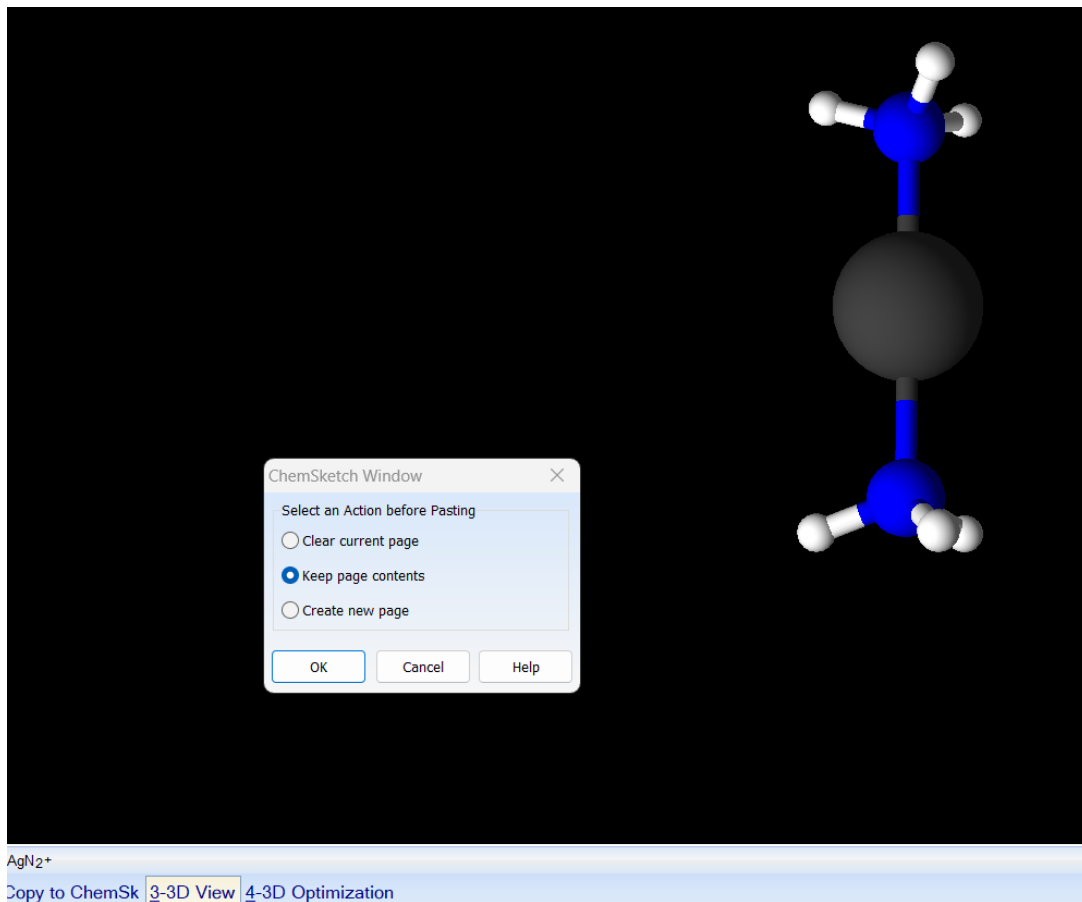 ChemSketch Window
Select an Action before Pasting
Clear current page
Keep page contents
Create new page
OK Cancel Help
AgN2+
Copy to ChemSk 3-3D View 4-3D Optimization